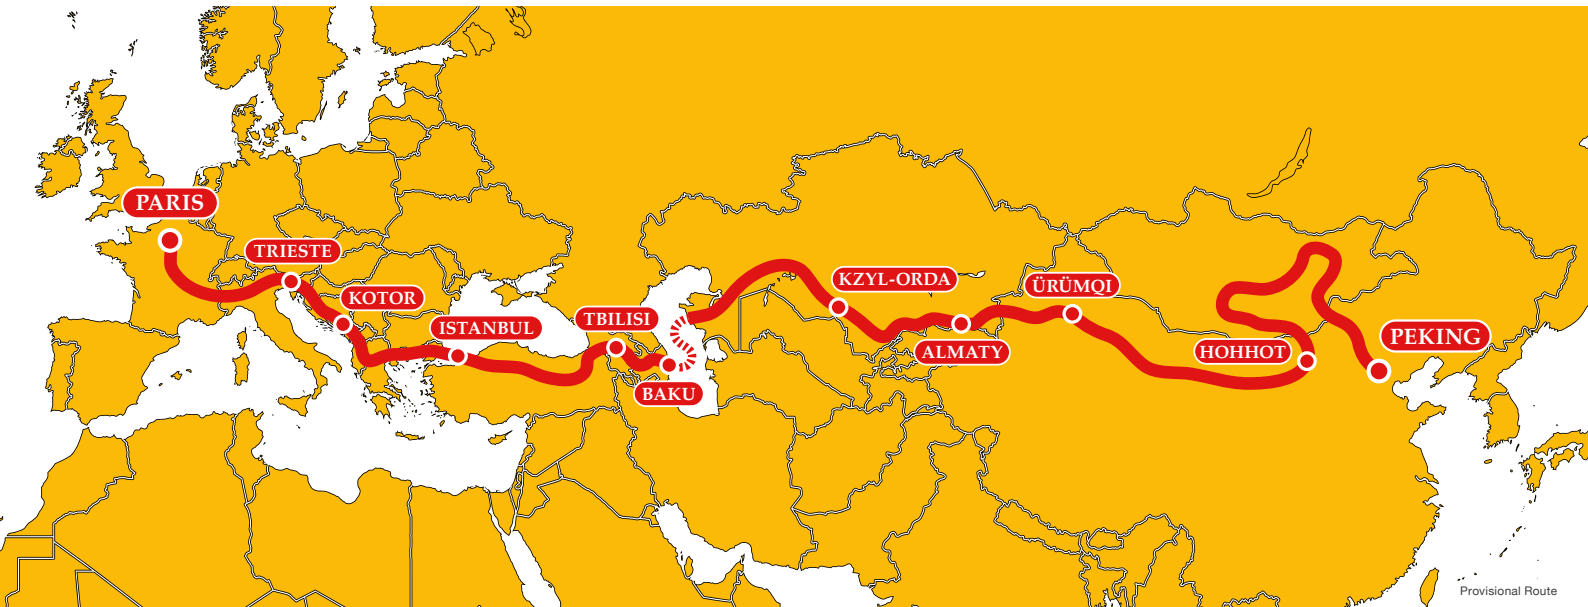 PARIS
TRIESTE
KOTOR
ISTANBUL
TBILISI
BAKU
KZYL-ORDA
ALMATY
ÜRÜMQI
HOHHOT
PEKING
Provisional Route